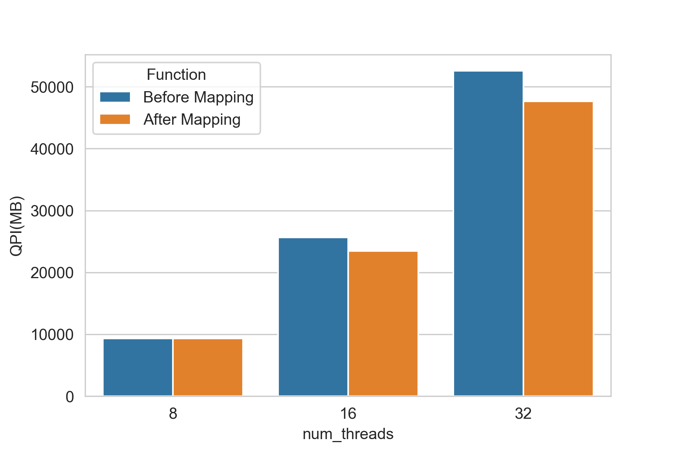 Function
Before Mapping
After Mapping
QPI(MB)
50000
40000
30000
20000
10000
0
8 16 32
num_threads